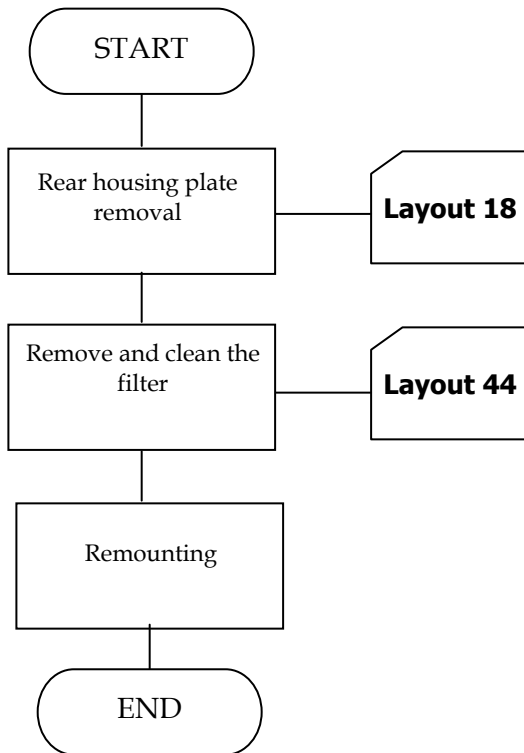 START
Rear housing plate
removal
Layout 18
Remove and clean the
filter
Layout 44
Remounting
END